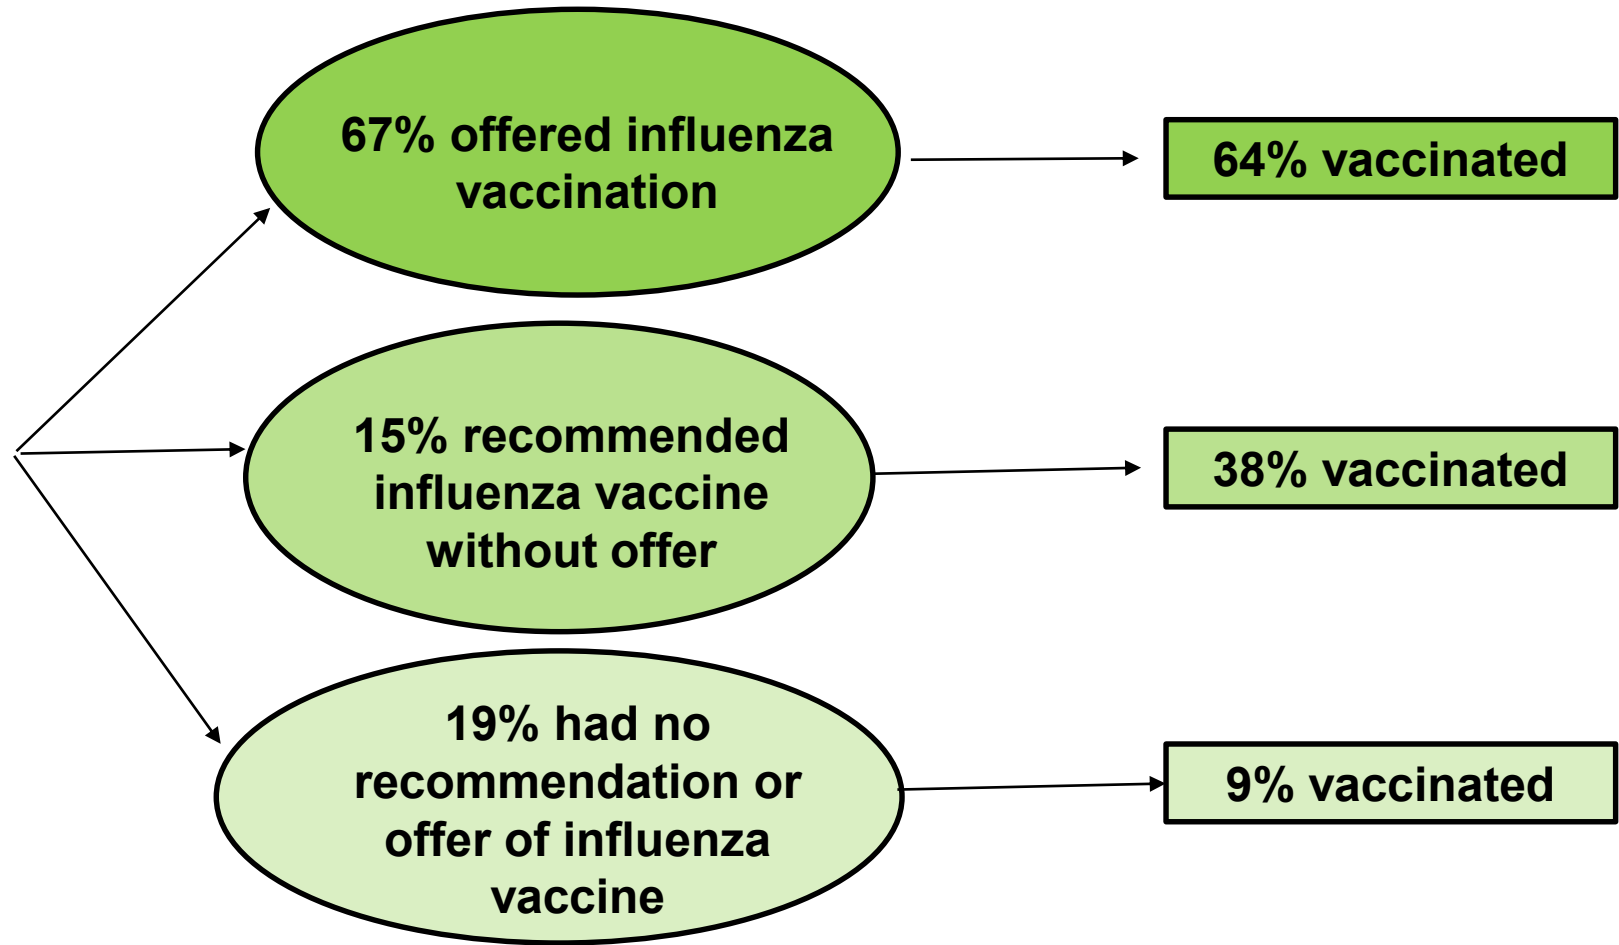 67% offered influenza
vaccination
64% vaccinated
15% recommended
influenza vaccine
without offer
38% vaccinated
19% had no
recommendation or
offer of influenza
vaccine
9% vaccinated